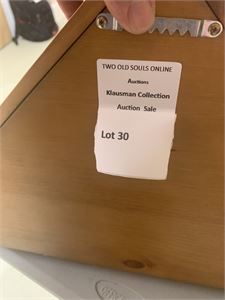 TWO OLD SOULS ONLINE
Auctions
Klausman Collection
Auction Sale
Lot 30